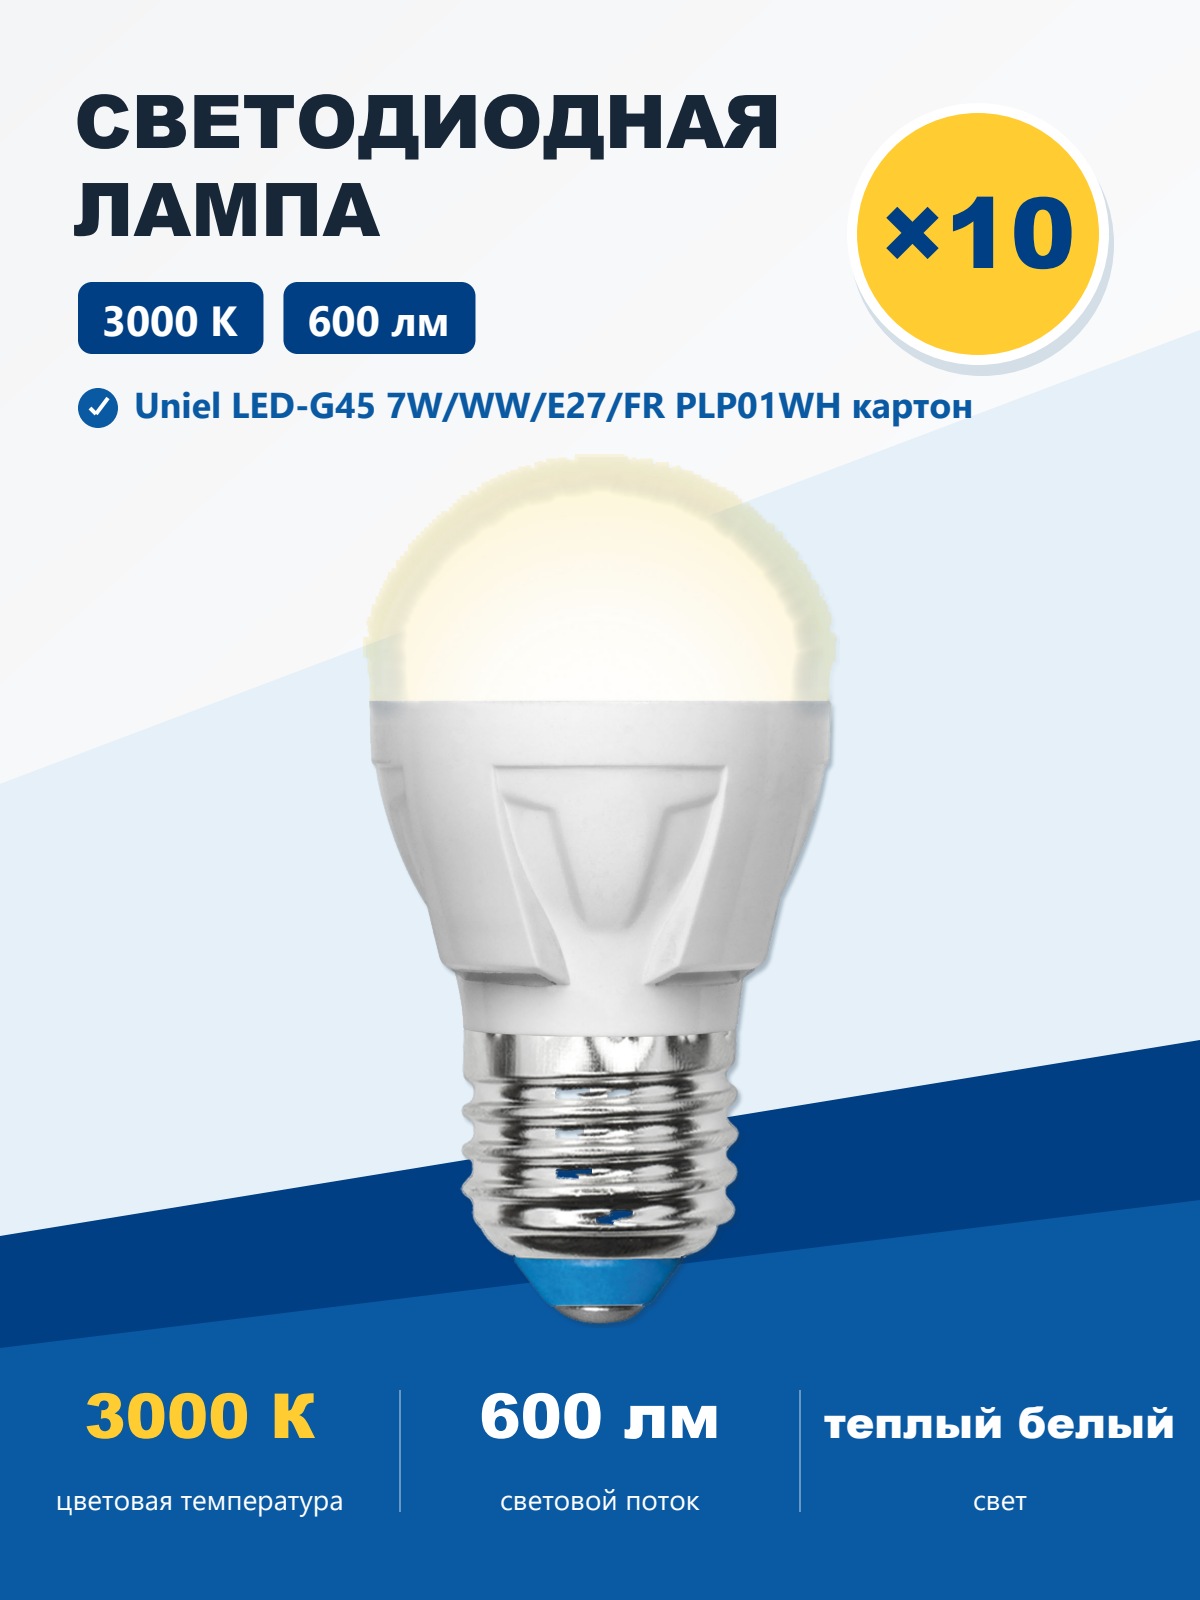 СВЕТОДИОДНАЯ
ЛАМПА
×10
3000 К 600 лм
Uniel LED-G45 7W/WW/E27/FR PLP01WH картон
3000 К 600 лм теплый белый
цветовая температура световой поток свет